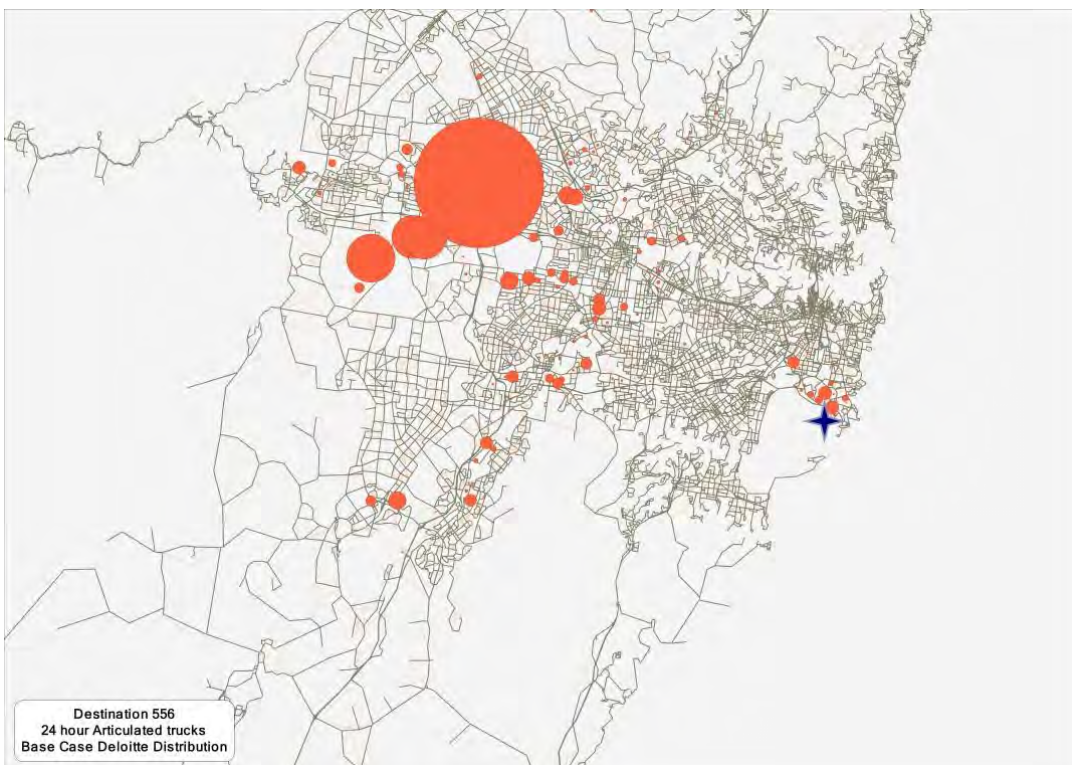 Destination 556
24 hour Articulated trucks
Base Case Deloitte Distribution